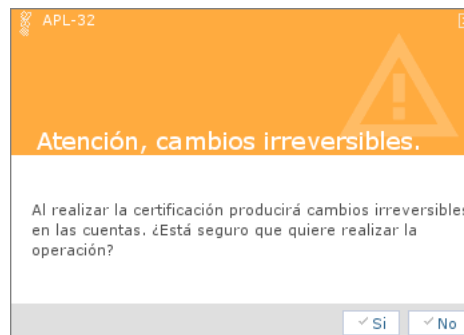 APL-32
Atención, cambios irreversibles.
Al realizar la certificación producirá cambios irreversibles
en las cuentas. ¿Está seguro que quiere realizar la
operación?
Si No